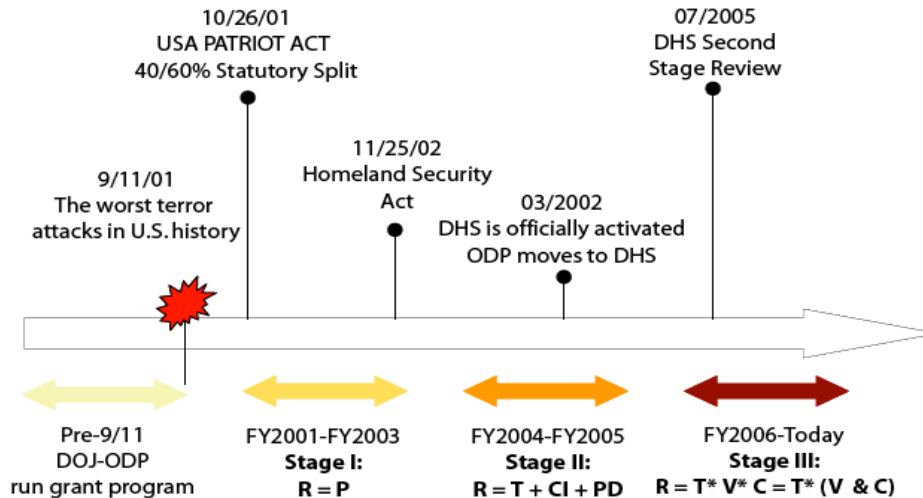 10/26/01
USA PATRIOT ACT
40/60% Statutory Split
07/2005
DHS Second
Stage Review
11/25/02
Homeland Security
Act
9/11/01
The worst terror
attacks in U.S. history
03/2002
DHS is officially activated
ODP moves to DHS
Pre-9/11
DOJ-ODP
run grant program
FY2001-FY2003
Stage I:
R = P
FY2004-FY2005
Stage II:
R = T + CI + PD
FY2006-Today
Stage III:
R = T* V* C = T* (V & C)